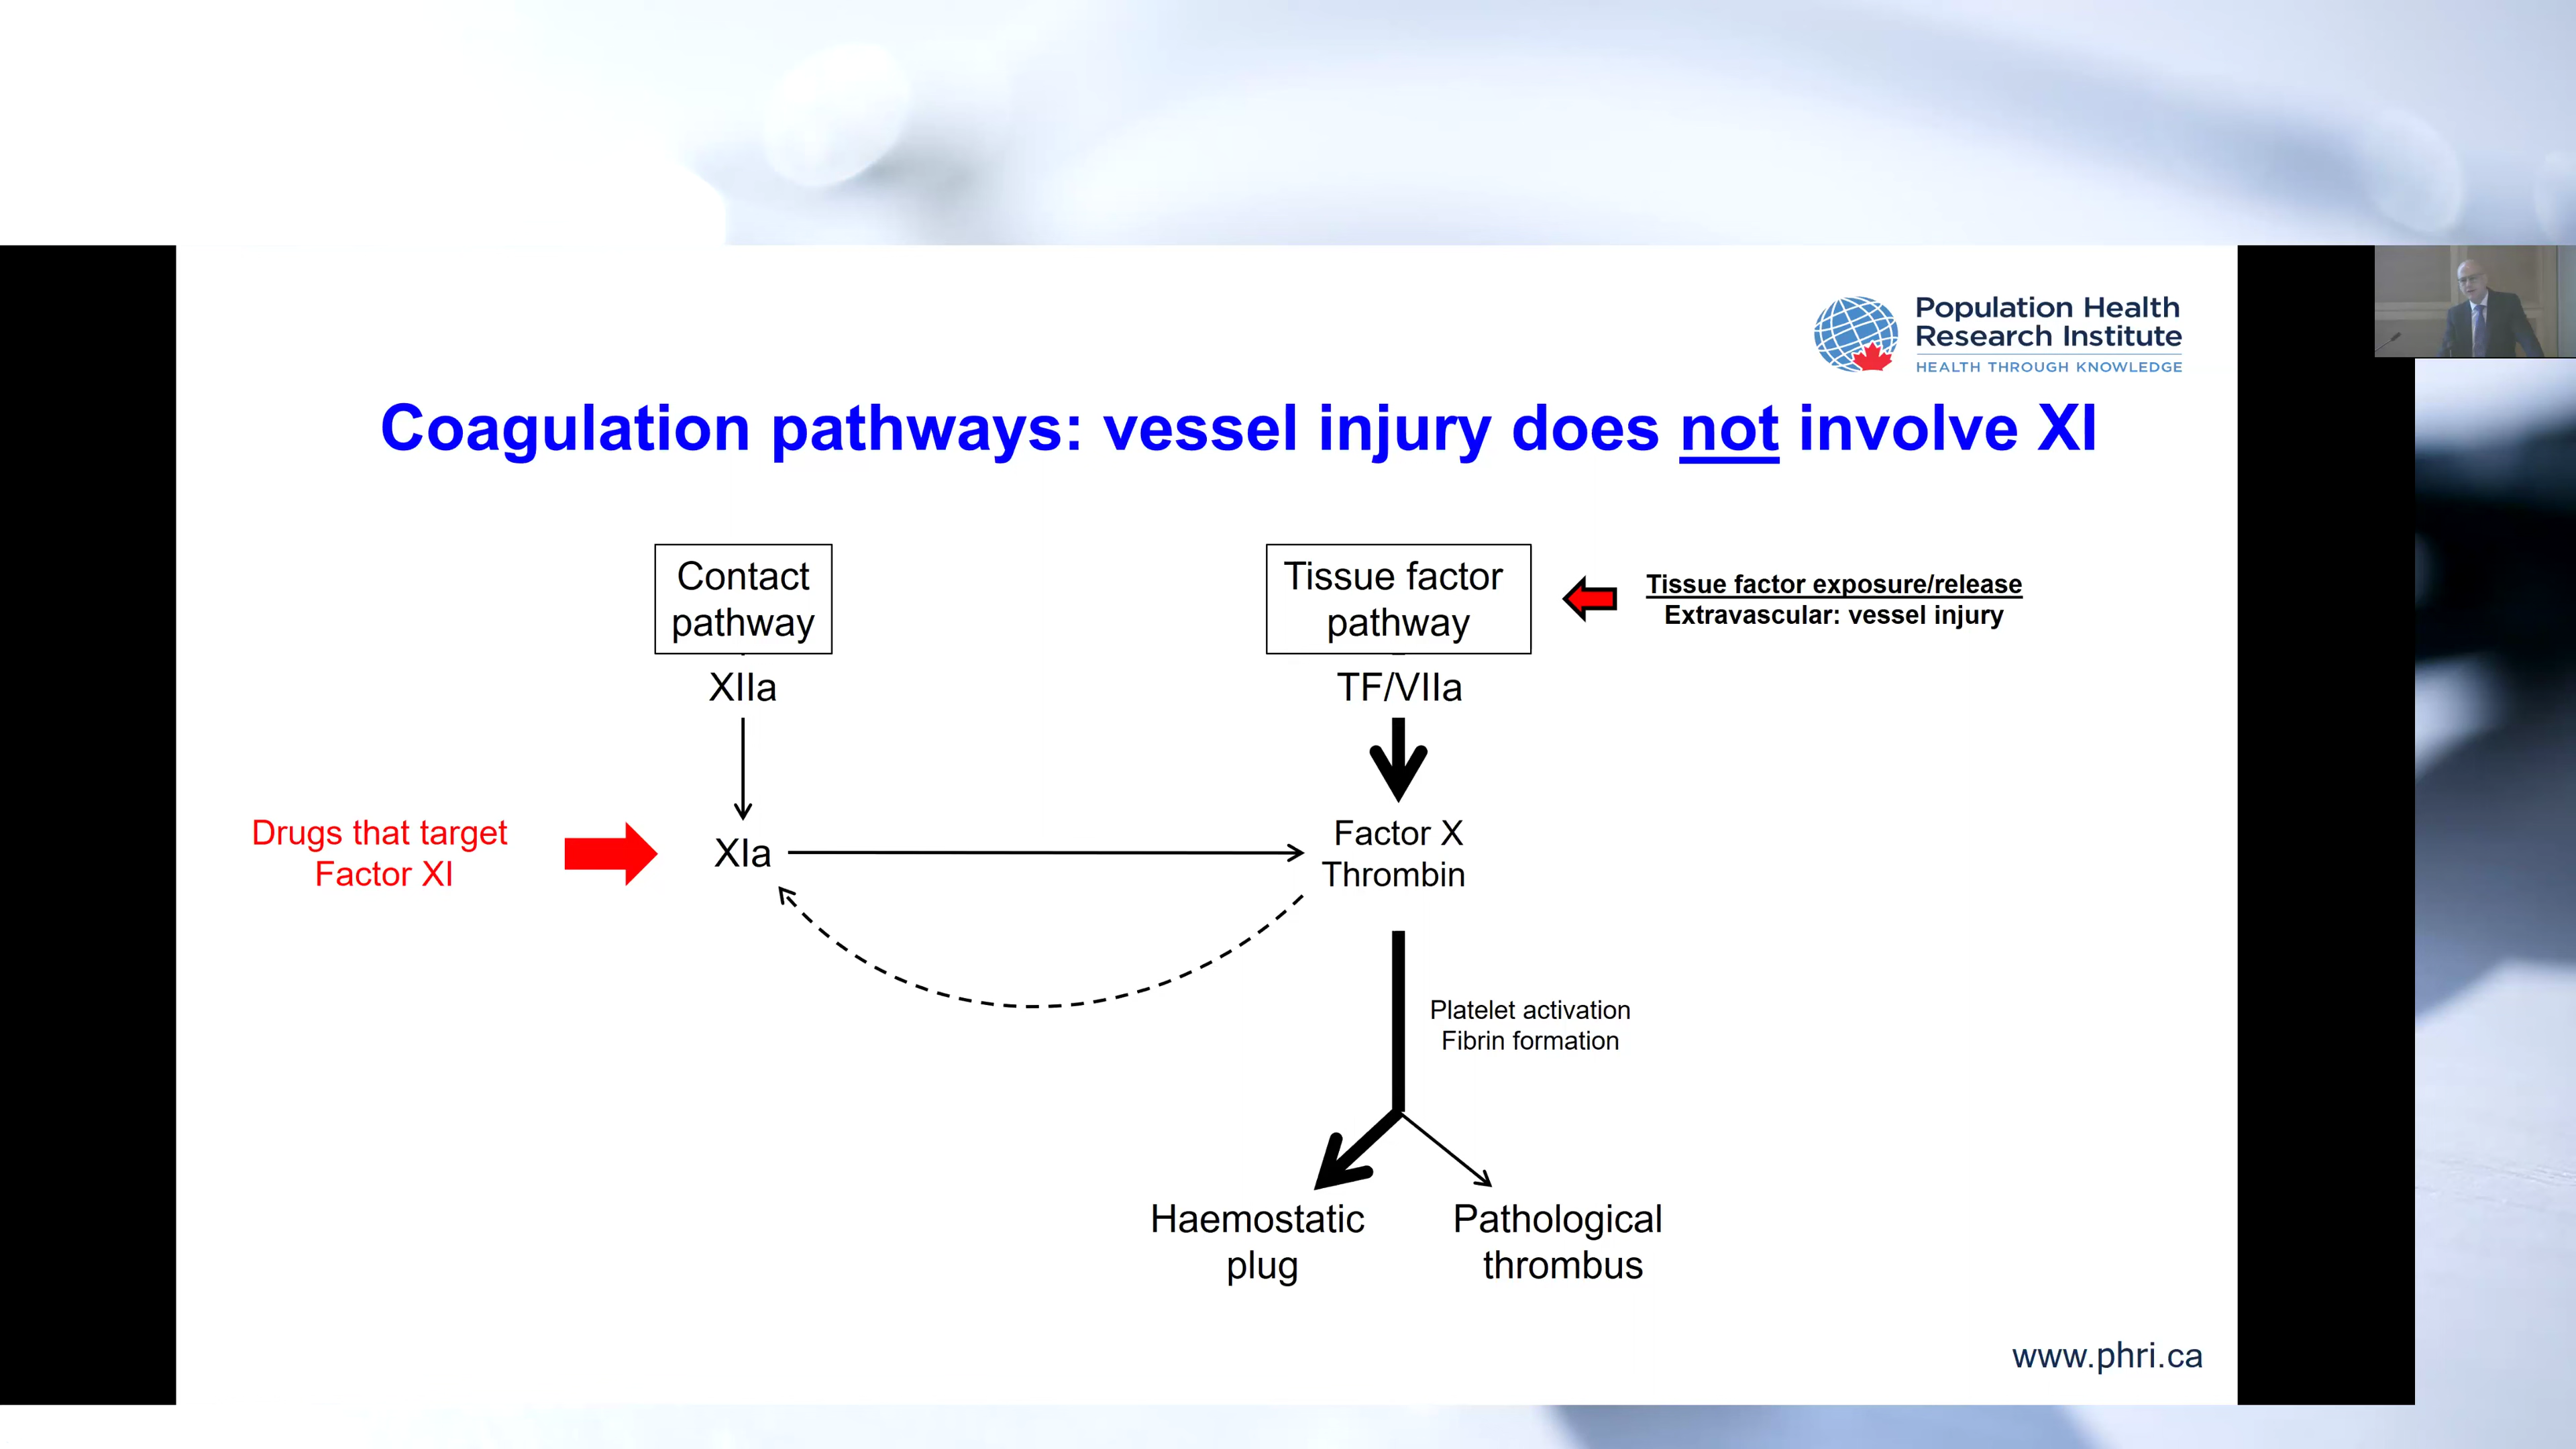 Population Health
Research Institute
HEALTH THROUGH KNOWLEDGE
Coagulation pathways: vessel injury does not involve XI
Contact
pathway
Tissue factor
pathway
Tissue factor exposure/release
Extravascular: vessel injury
XIIa
TF/VIIa
Drugs that target
Factor XI
XIa
Factor X
Thrombin
Platelet activation
Fibrin formation
Haemostatic
plug
Pathological
thrombus
www.phri.ca